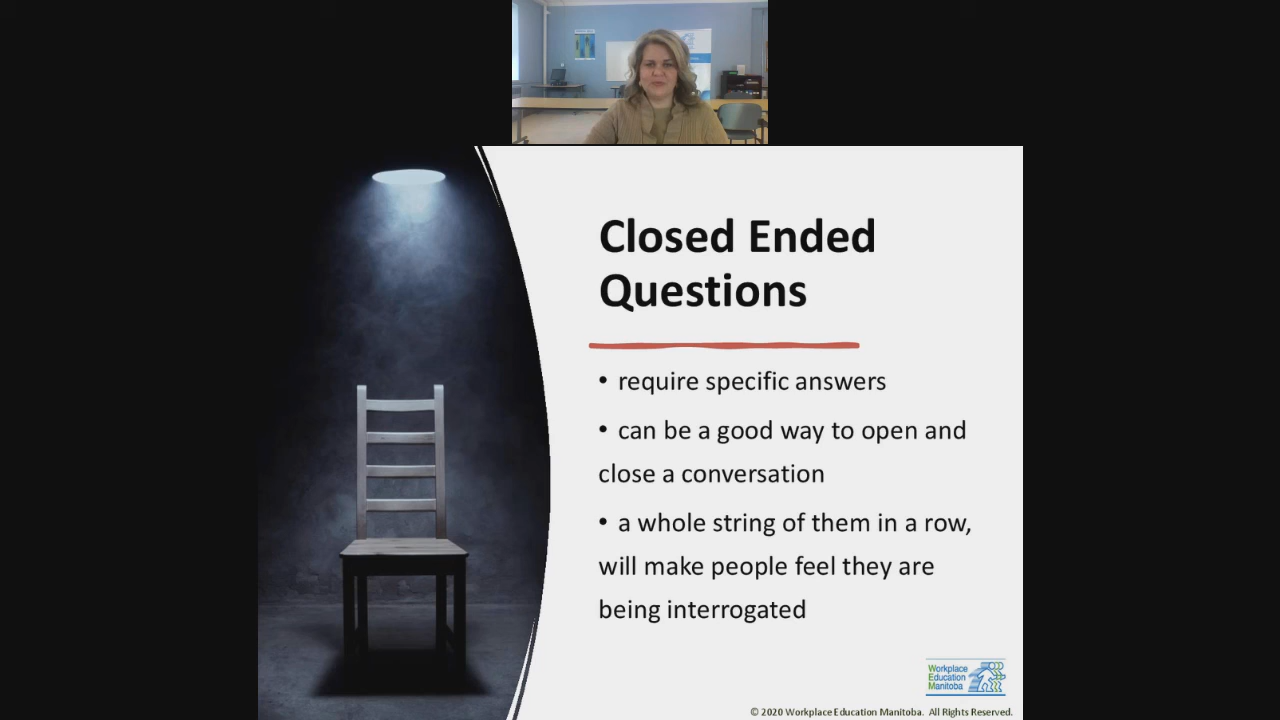 Closed Ended
Questions
• require specific answers
• can be a good way to open and
close a conversation
• a whole string of them in a row,
will make people feel they are
being interrogated
Workplace
Education
Manitoba
© 2020 Workplace Education Manitoba. All Rights Reserved.